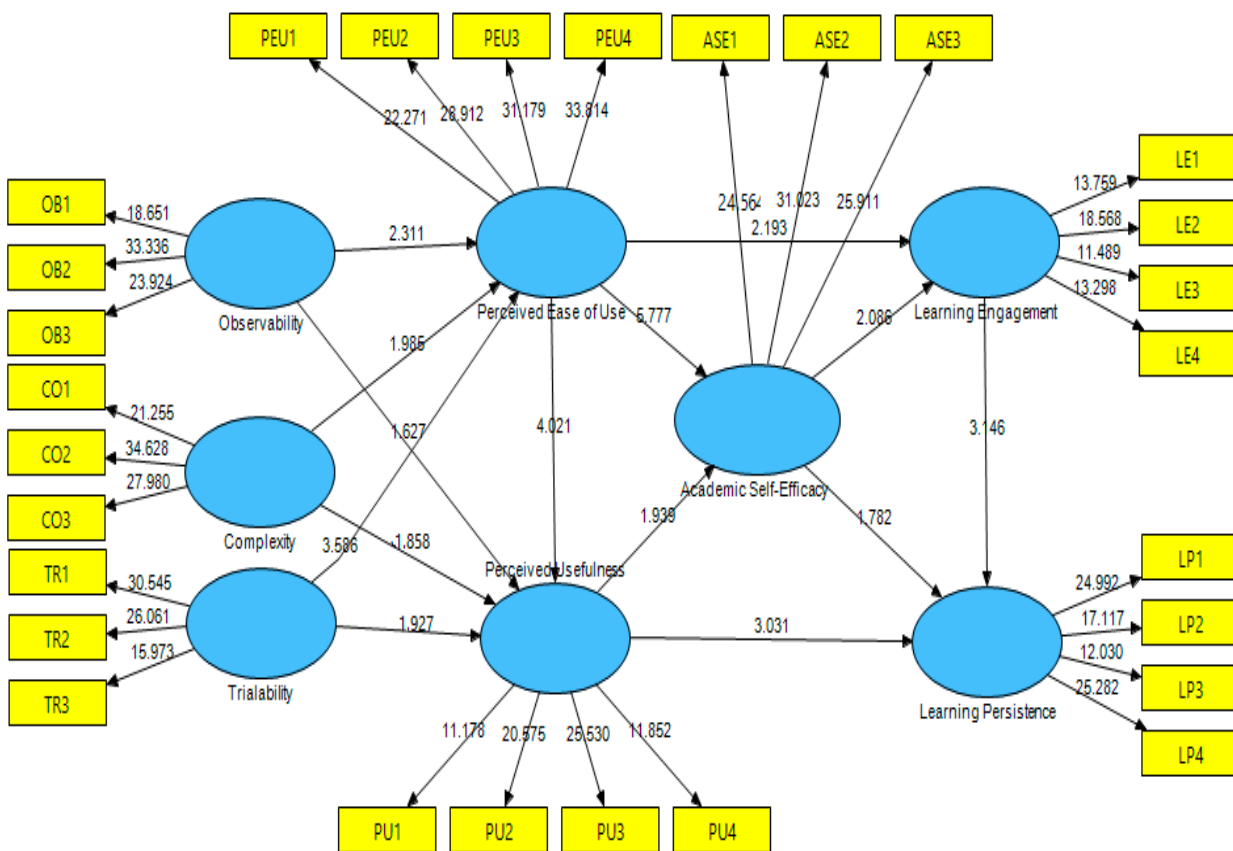 PEU1
PEU2
PEU3
PEU4
ASE1
ASE2
ASE3
22.271
28.912
31.179
33.814
24.564
31.023
25.911
OB1
OB2
OB3
18.651
33.336
23.924
Observability
2.311
Perceived Ease of Use
2.193
Learning Engagement
LE1
LE2
LE3
LE4
13.759
18.568
11.489
13.298
1.985
5.777
2.086
1.627
4.021
3.146
CO1
CO2
CO3
21.255
34.628
27.980
Complexity
3.586
1.858
Academic Self-Efficacy
1.939
1.782
TR1
TR2
TR3
30.545
26.061
15.973
Trialability
1.927
Perceived Usefulness
3.031
Learning Persistence
LP1
LP2
LP3
LP4
24.992
17.117
12.030
25.282
11.178
20.575
25.530
11.852
PU1
PU2
PU3
PU4